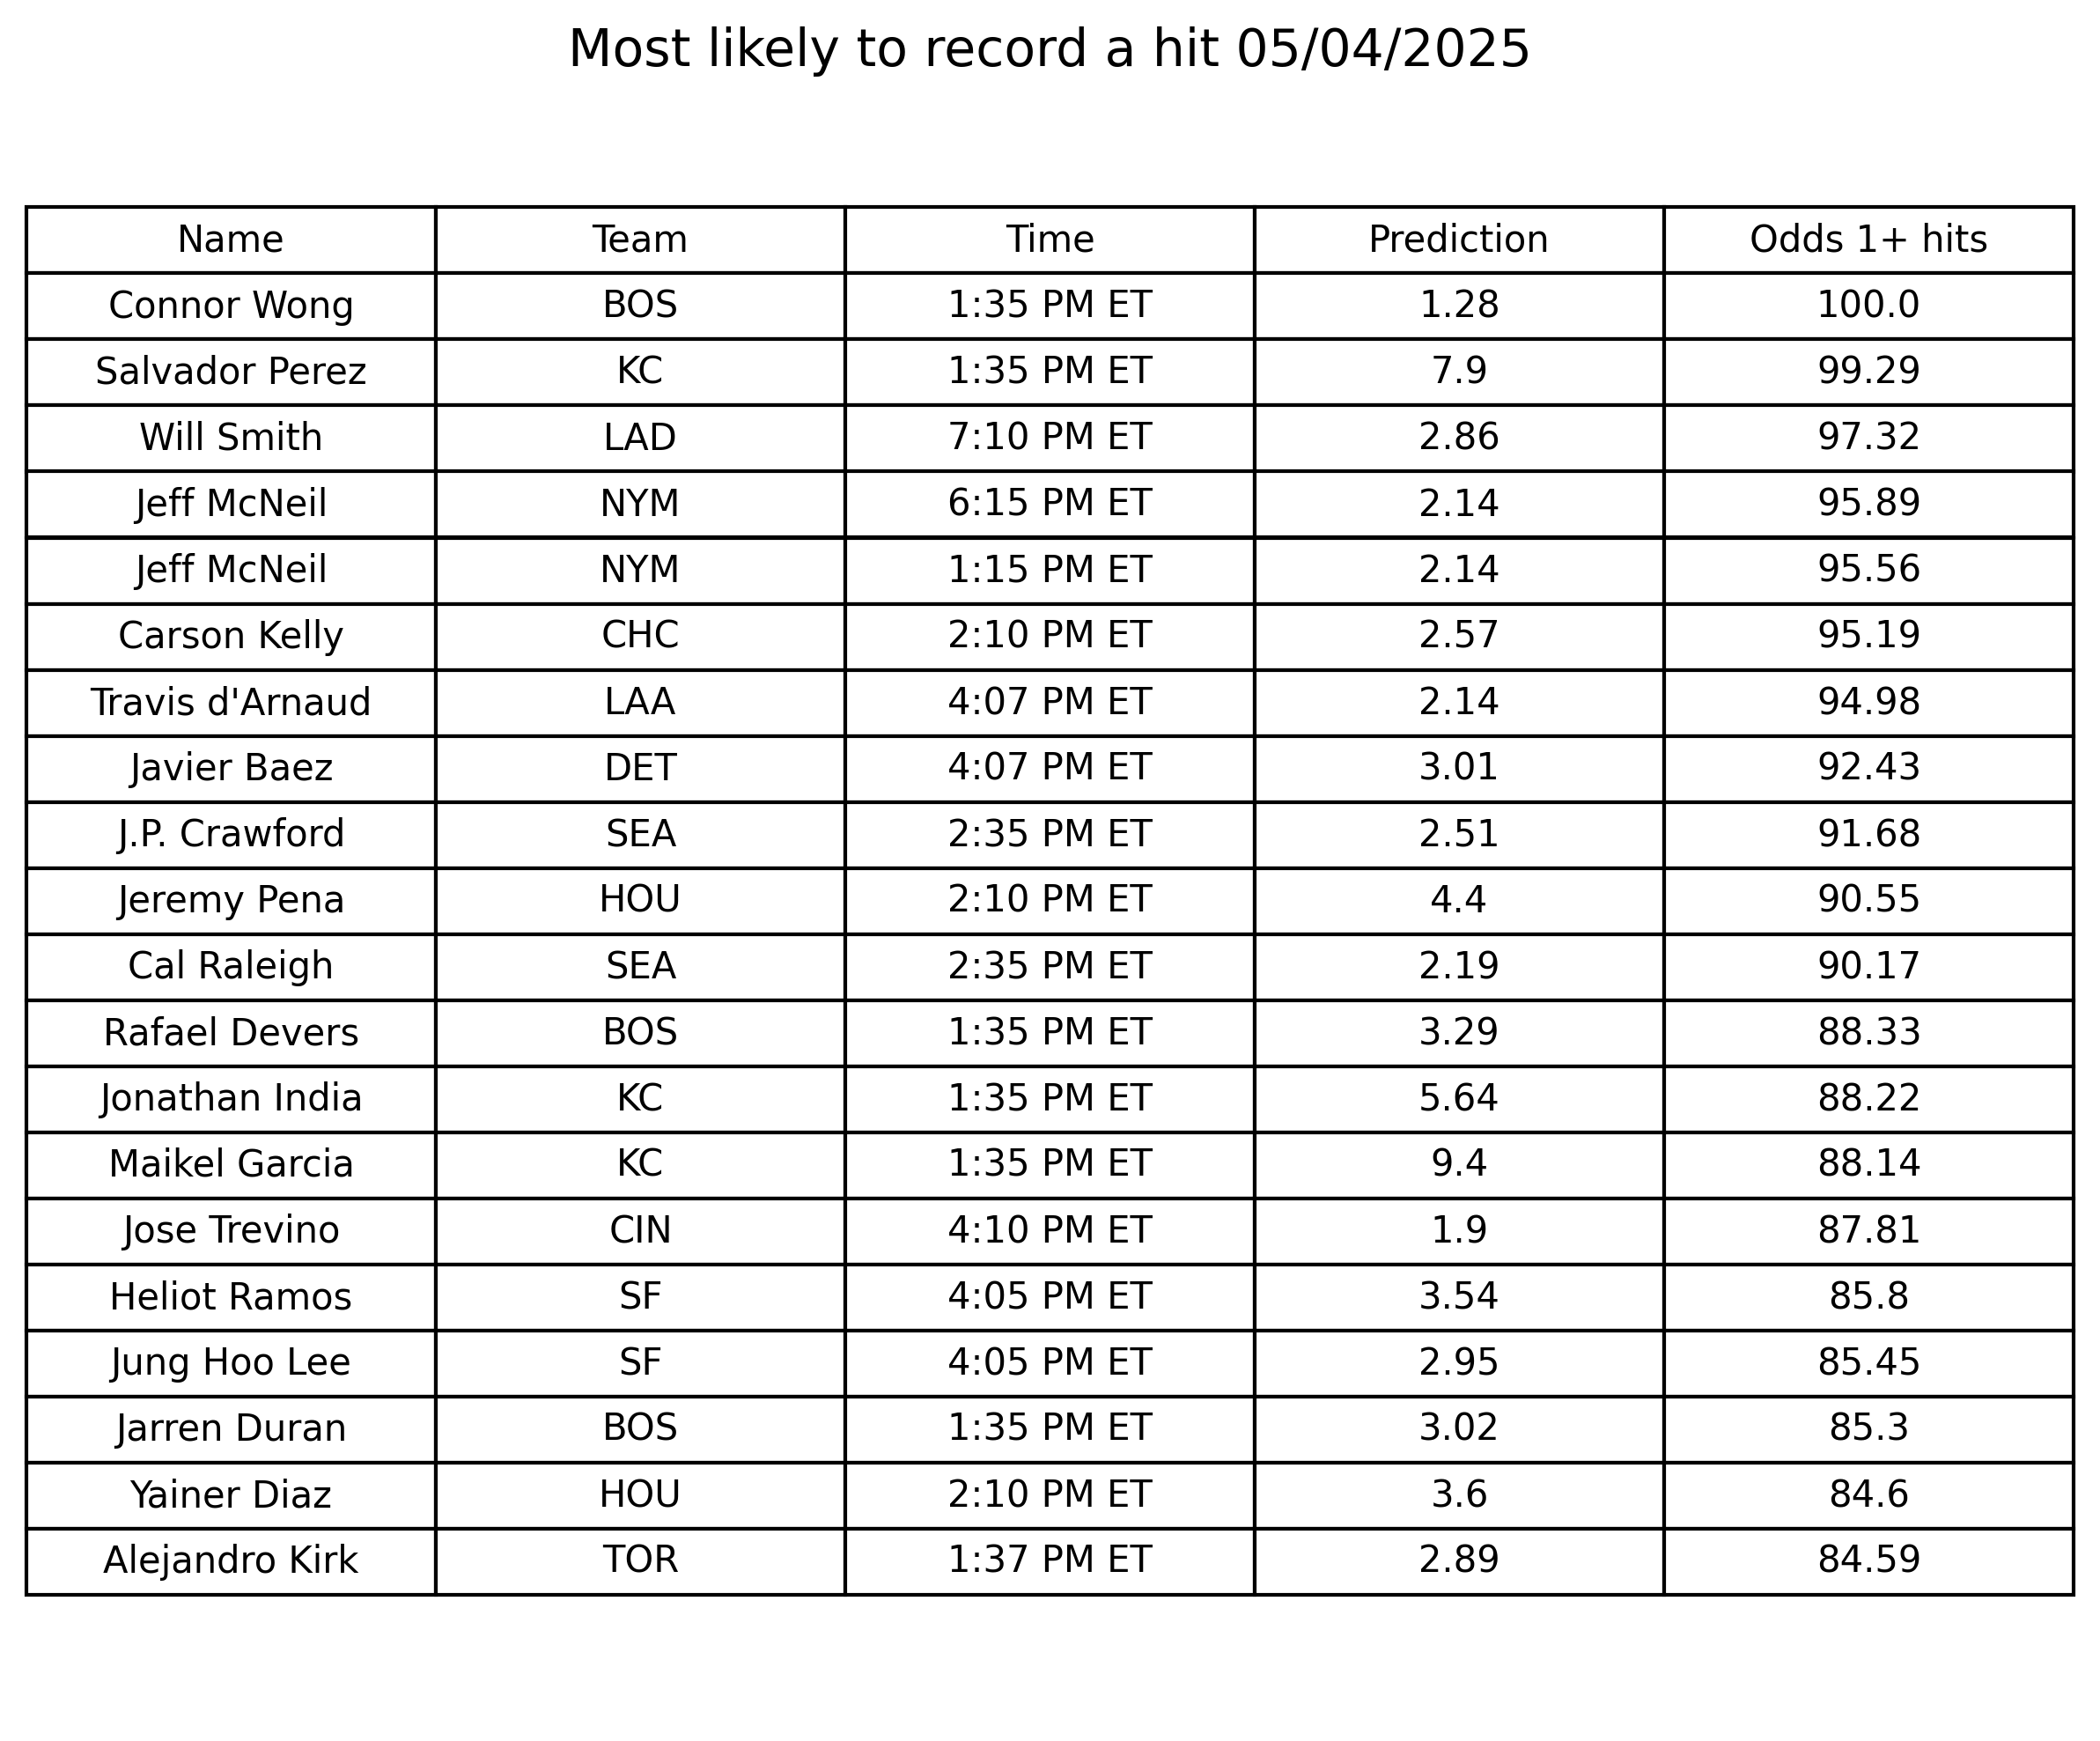 Most likely to record a hit 05/04/2025
Name Team Time Prediction Odds 1+ hits
Connor Wong BOS 1:35 PM ET 1.28 100.0
Salvador Perez KC 1:35 PM ET 7.9 99.29
Will Smith LAD 7:10 PM ET 2.86 97.32
Jeff McNeil NYM 6:15 PM ET 2.14 95.89
Jeff McNeil NYM 1:15 PM ET 2.14 95.56
Carson Kelly CHC 2:10 PM ET 2.57 95.19
Travis d'Arnaud LAA 4:07 PM ET 2.14 94.98
Javier Baez DET 4:07 PM ET 3.01 92.43
J.P. Crawford SEA 2:35 PM ET 2.51 91.68
Jeremy Pena HOU 2:10 PM ET 4.4 90.55
Cal Raleigh SEA 2:35 PM ET 2.19 90.17
Rafael Devers BOS 1:35 PM ET 3.29 88.33
Jonathan India KC 1:35 PM ET 5.64 88.22
Maikel Garcia KC 1:35 PM ET 9.4 88.14
Jose Trevino CIN 4:10 PM ET 1.9 87.81
Heliot Ramos SF 4:05 PM ET 3.54 85.8
Jung Hoo Lee SF 4:05 PM ET 2.95 85.45
Jarren Duran BOS 1:35 PM ET 3.02 85.3
Yainer Diaz HOU 2:10 PM ET 3.6 84.6
Alejandro Kirk TOR 1:37 PM ET 2.89 84.59